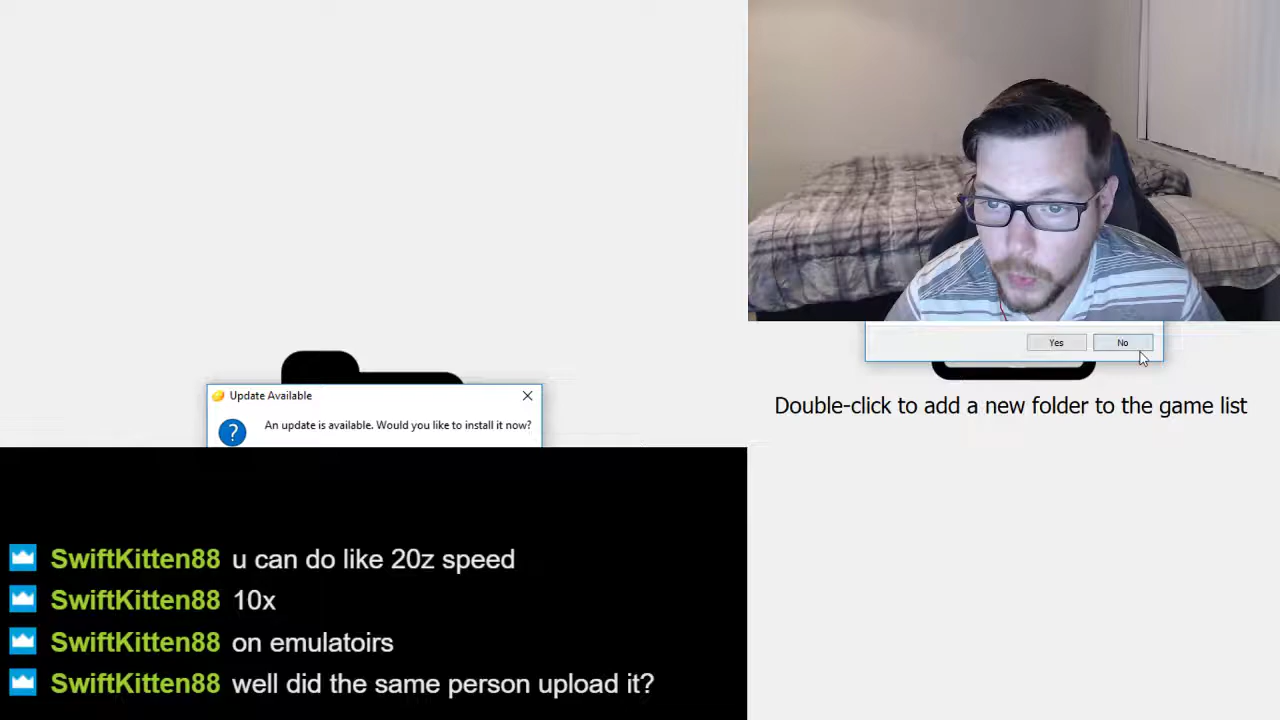 Yes
No
Double-click to add a new folder to the game list
Update Available
An update is available. Would you like to install it now?
SwiftKitten88 u can do like 20z speed
SwiftKitten88 10x
SwiftKitten88 on emulatoirs
SwiftKitten88 well did the same person upload it?